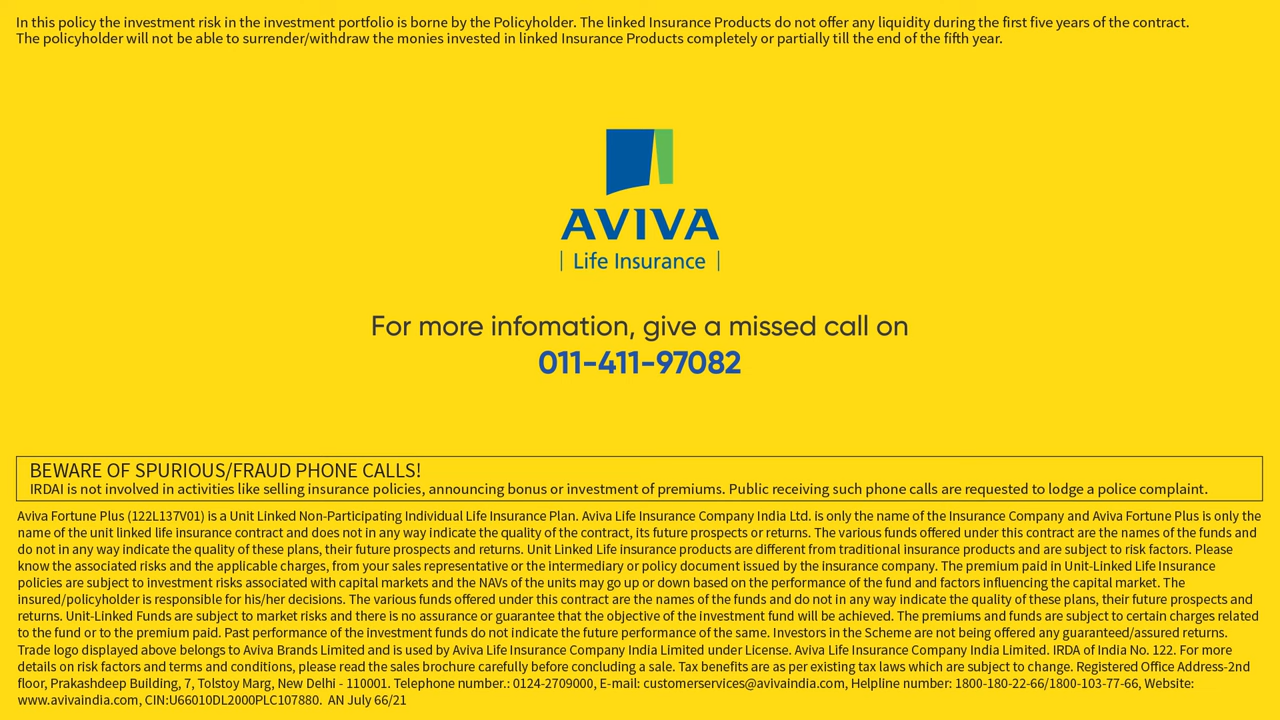 In this policy the investment risk in the investment portfolio is borne by the Policyholder. The linked Insurance Products do not offer any liquidity during the first five years of the contract.
The policyholder will not be able to surrender/withdraw the monies invested in linked Insurance Products completely or partially till the end of the fifth year.
AVIVA
Life Insurance
For more infomation, give a missed call on
011-411-97082
BEWARE OF SPURIOUS/FRAUD PHONE CALLS!
IRDAI is not involved in activities like selling insurance policies, announcing bonus or investment of premiums. Public receiving such phone calls are requested to lodge a police complaint.
Aviva Fortune Plus (122L137V01) is a Unit Linked Non-Participating Individual Life Insurance Plan. Aviva Life Insurance Company India Ltd. is only the name of the Insurance Company and Aviva Fortune Plus is only the
name of the unit linked life insurance contract and does not in any way indicate the quality of the contract, its future prospects or returns. The various funds offered under this contract are the names of the funds and
do not in any way indicate the quality of these plans, their future prospects and returns. Unit Linked Life insurance products are different from traditional insurance products and are subject to risk factors. Please
know the associated risks and the applicable charges, from your sales representative or the intermediary or policy document issued by the insurance company. The premium paid in Unit-Linked Life Insurance
policies are subject to investment risks associated with capital markets and the NAVs of the units may go up or down based on the performance of the fund and factors influencing the capital market. The
insured/policyholder is responsible for his/her decisions. The various funds offered under this contract are the names of the funds and do not in any way indicate the quality of these plans, their future prospects and
returns. Unit-Linked Funds are subject to market risks and there is no assurance or guarantee that the objective of the investment fund will be achieved. The premiums and funds are subject to certain charges related
to the fund or to the premium paid. Past performance of the investment funds do not indicate the future performance of the same. Investors in the Scheme are not being offered any guaranteed/assured returns.
Trade logo displayed above belongs to Aviva Brands Limited and is used by Aviva Life Insurance Company India Limited under License. Aviva Life Insurance Company India Limited. IRDA of India No. 122. For more
details on risk factors and terms and conditions, please read the sales brochure carefully before concluding a sale. Tax benefits are as per existing tax laws which are subject to change. Registered Office Address-2nd
floor, Prakashdeep Building, 7, Tolstoy Marg, New Delhi - 110001. Telephone number.: 0124-2709000, E-mail: customerservices@avivaindia.com, Helpline number: 1800-180-22-66/1800-103-77-66, Website:
www.avivaindia.com, CIN:U66010DL2000PLC107880. AN July 66/21